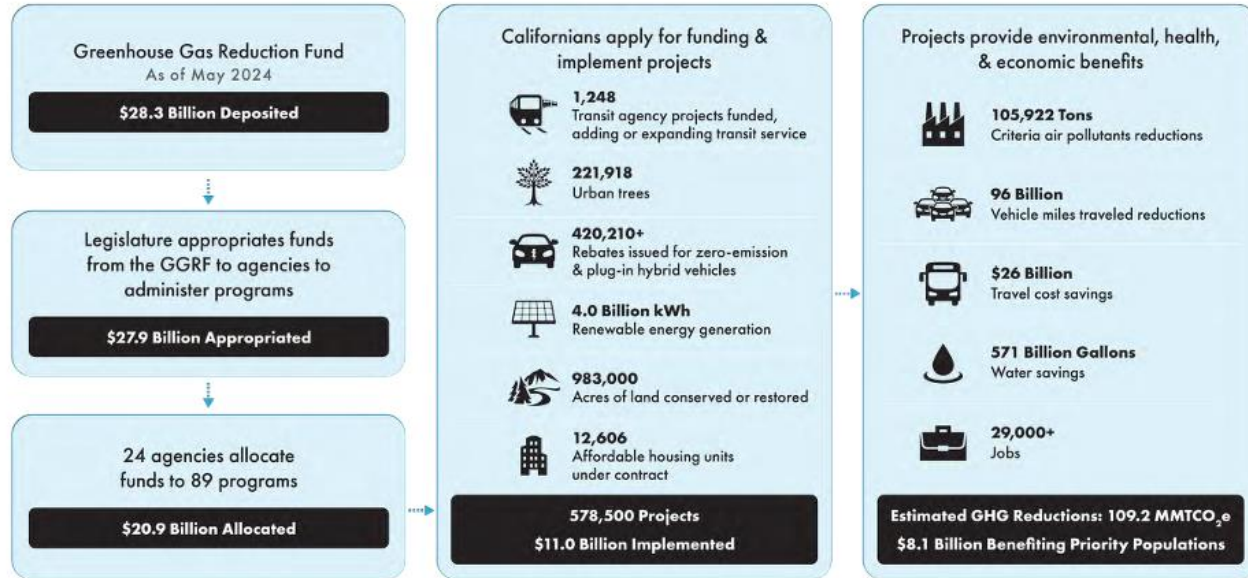 Greenhouse Gas Reduction Fund
As of May 2024
$28.3 Billion Deposited
Legislature appropriates funds
from the GGRF to agencies to
administer programs
$27.9 Billion Appropriated
24 agencies allocate
funds to 89 programs
$20.9 Billion Allocated
Californians apply for funding &
implement projects
1,248
Transit agency projects funded,
adding or expanding transit service
221,918
Urban trees
420,210+
Rebates issued for zero-emission
& plug-in hybrid vehicles
4.0 Billion kWh
Renewable energy generation
983,000
Acres of land conserved or restored
12,606
Affordable housing units
under contract
578,500 Projects
$11.0 Billion Implemented
Projects provide environmental, health,
& economic benefits
105,922 Tons
Criteria air pollutants reductions
96 Billion
Vehicle miles traveled reductions
$26 Billion
Travel cost savings
571 Billion Gallons
Water savings
29,000+
Jobs
Estimated GHG Reductions: 109.2 MMTCO₂e
$8.1 Billion Benefiting Priority Populations